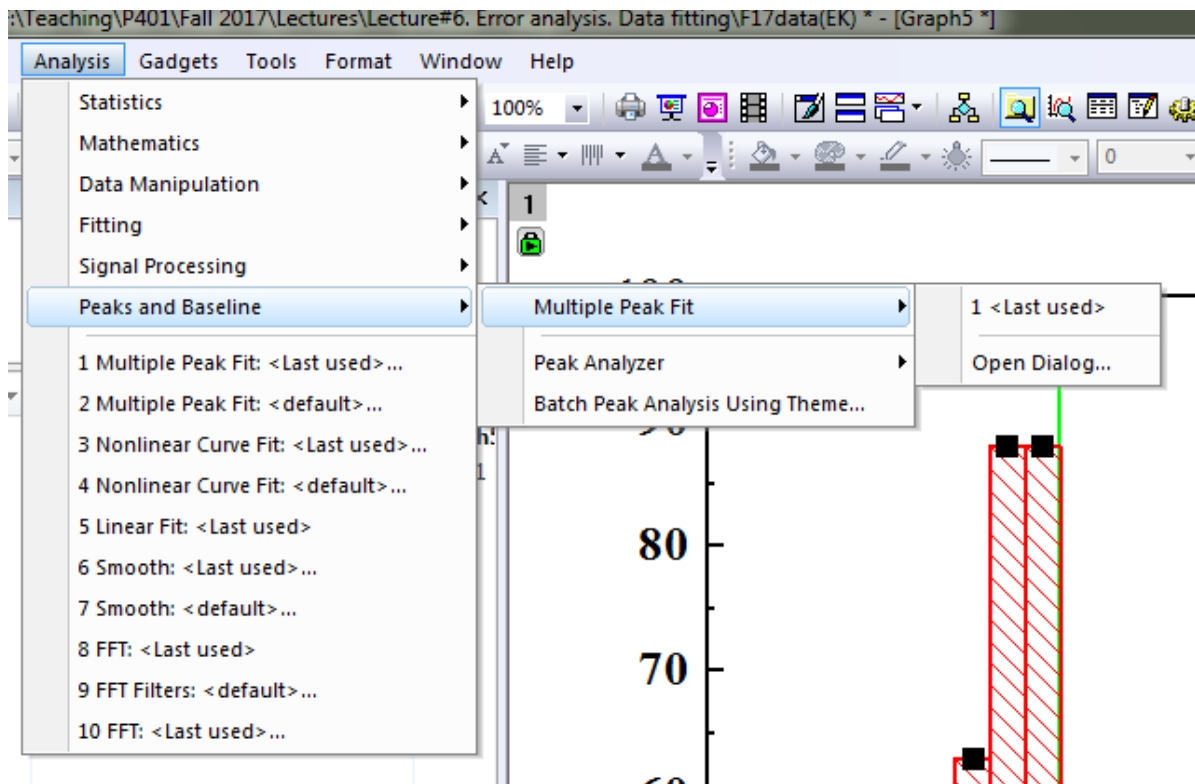 :\Teaching\P401\Fall 2017\Lectures\Lecture#6. Error analysis. Data fitting\F17data(EK) * - [Graph5 *]
Analysis Gadgets Tools Format Window Help
100%
0
Statistics
Mathematics
Data Manipulation
Fitting
Signal Processing
Peaks and Baseline
1 Multiple Peak Fit: <Last used>...
2 Multiple Peak Fit: <default>...
3 Nonlinear Curve Fit: <Last used>...
4 Nonlinear Curve Fit: <default>...
5 Linear Fit: <Last used>
6 Smooth: <Last used>...
7 Smooth: <default>...
8 FFT: <Last used>
9 FFT Filters: <default>...
10 FFT: <Last used>...
Multiple Peak Fit
Peak Analyzer
Batch Peak Analysis Using Theme...
1 <Last used>
Open Dialog...
1
80
70